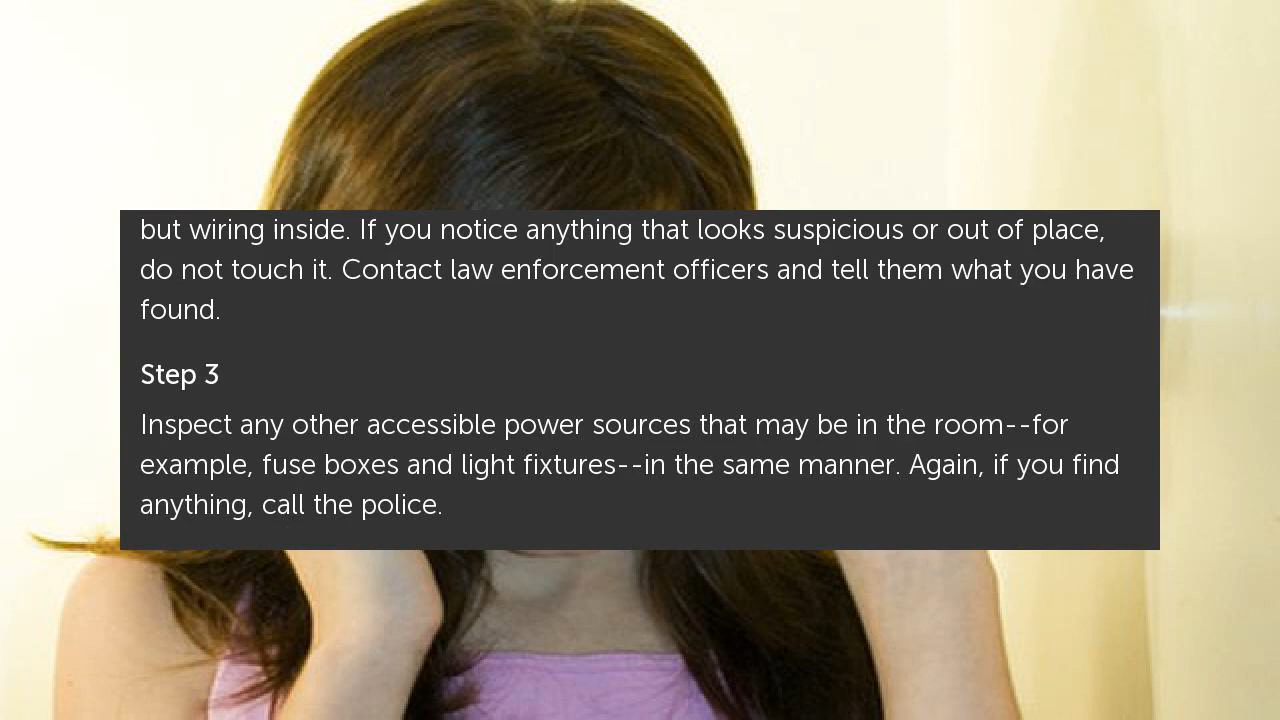 but wiring inside. If you notice anything that looks suspicious or out of place,
do not touch it. Contact law enforcement officers and tell them what you have
found.
Step 3
Inspect any other accessible power sources that may be in the room--for
example, fuse boxes and light fixtures--in the same manner. Again, if you find
anything, call the police.